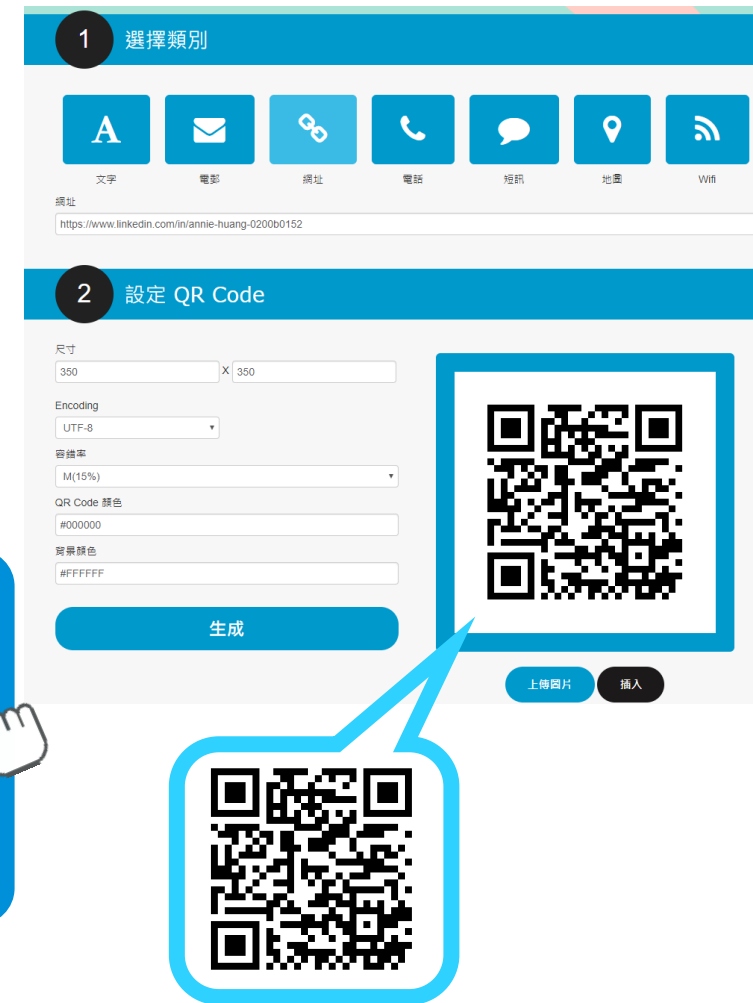 1 選擇類別
A
文字 電郵 網址 電話 短訊 地圖 Wifi
網址
https://www.linkedin.com/in/annie-huang-0200b0152
2 設定 QR Code
尺寸
350 X 350
Encoding
UTF-8
容錯率
M(15%)
QR Code 顏色
#000000
背景顏色
#FFFFFF
生成
上傳圖片 插入